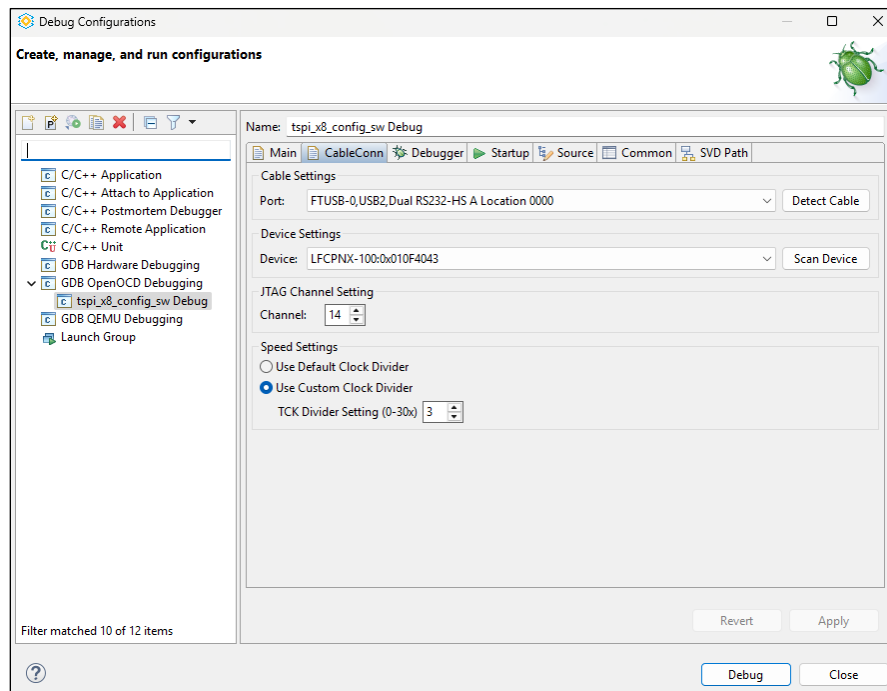 Debug Configurations
Create, manage, and run configurations
Name: tspi_x8_config_sw Debug
Main CableConn Debugger Startup Source Common SVD Path
C/C++ Application
C/C++ Attach to Application
C/C++ Postmortem Debugger
C/C++ Remote Application
C/C++ Unit
GDB Hardware Debugging
GDB OpenOCD Debugging
tspi_x8_config_sw Debug
GDB QEMU Debugging
Launch Group
Filter matched 10 of 12 items
Cable Settings
Port: FTUSB-0,USB2,Dual RS232-HS A Location 0000 Detect Cable
Device Settings
Device: LFCPNX-100:0x010F4043 Scan Device
JTAG Channel Setting
Channel: 14
Speed Settings
Use Default Clock Divider
Use Custom Clock Divider
TCK Divider Setting (0-30x) 3
Revert Apply
Debug Close